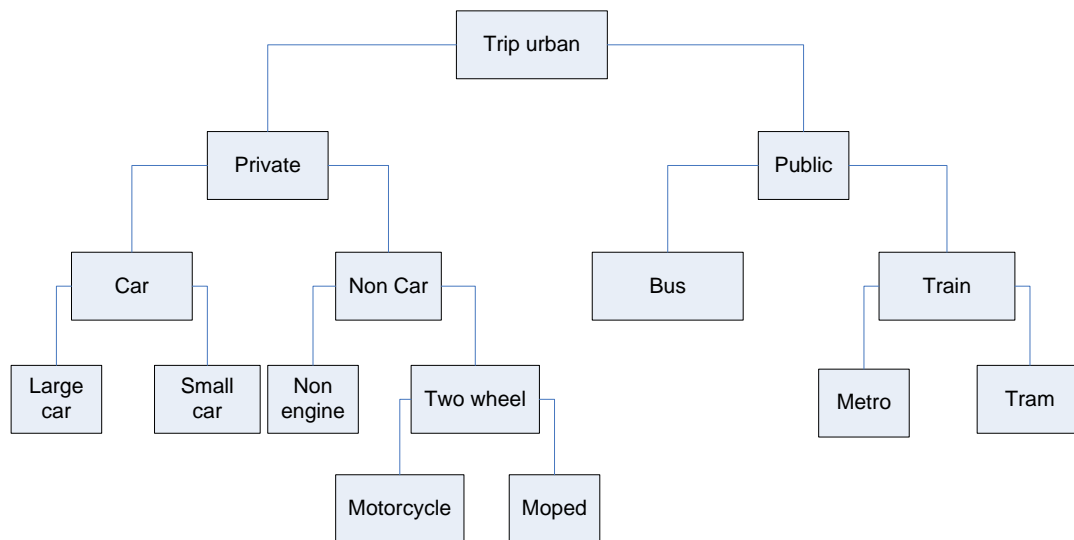 Trip urban
Private
Public
Car
Non Car
Bus
Train
Large
car
Small
car
Non
engine
Two wheel
Metro
Tram
Motorcycle
Moped